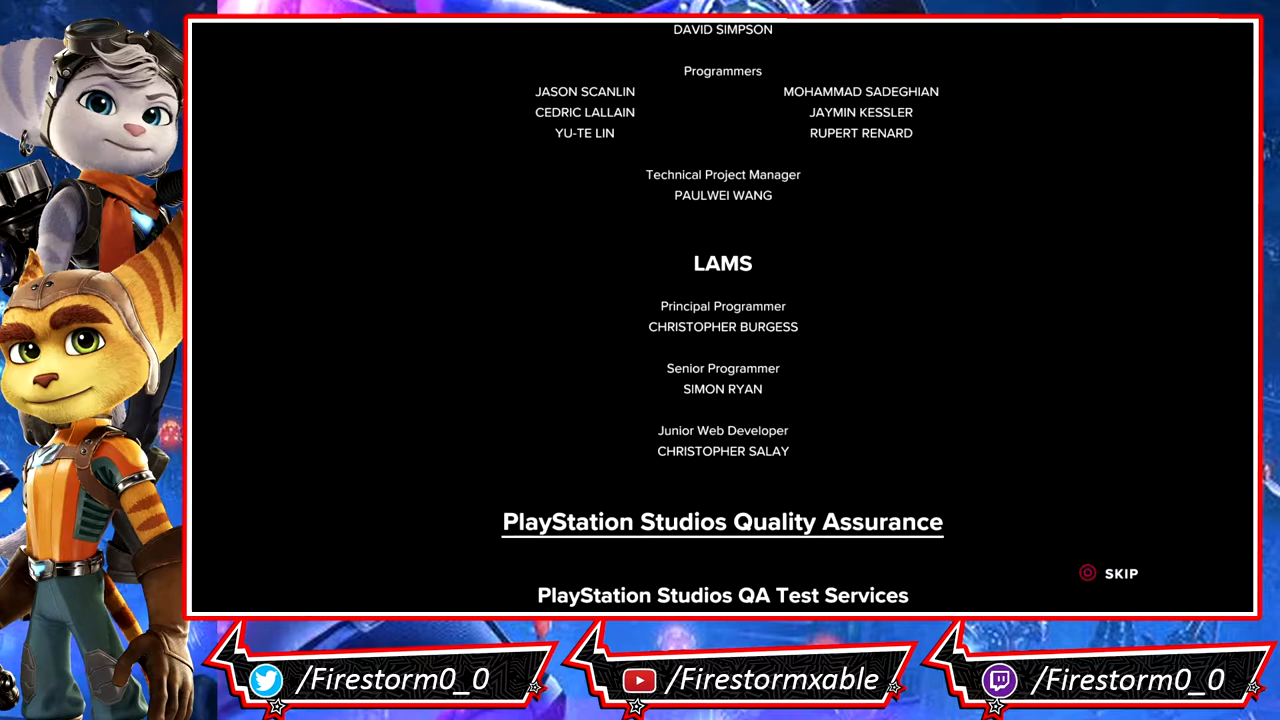 DAVID SIMPSON
Programmers
JASON SCANLIN MOHAMMAD SADEGHIAN
CEDRIC LALLAIN JAYMIN KESSLER
YU-TE LIN RUPERT RENARD
Technical Project Manager
PAULWEI WANG
LAMS
Principal Programmer
CHRISTOPHER BURGESS
Senior Programmer
SIMON RYAN
Junior Web Developer
CHRISTOPHER SALAY
PlayStation Studios Quality Assurance
SKIP
PlayStation Studios QA Test Services
/Firestorm0_0 /Firestormxable /Firestorm0_0